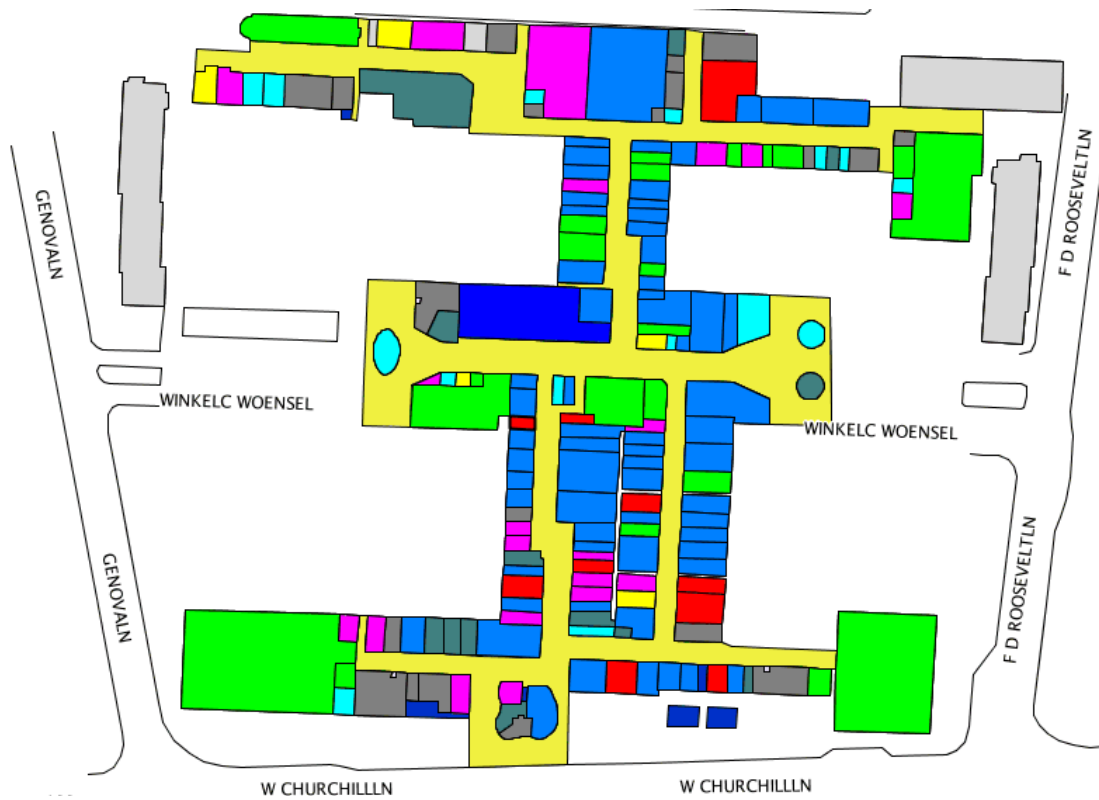 GENOVALN
F D ROOSEVELTLN
WINKELC WOENSEL
WINKELC WOENSEL
GENOVALN
F D ROOSEVELTLN
W CHURCHILLLN
W CHURCHILLLN